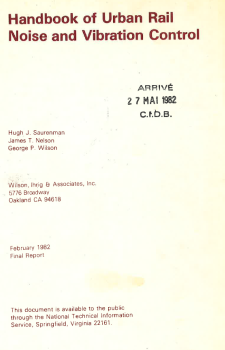 Handbook of Urban Rail
Noise and Vibration Control
ARRIVÉ
27 MAI 1982
C.I.D.B.
Hugh J. Saurenman
James T. Nelson
George P. Wilson
Wilson, Ihrig & Associates, Inc.
5776 Broadway
Oakland CA 94618
February 1982
Final Report
This document is available to the public
through the National Technical Information
Service, Springfield, Virginia 22161.